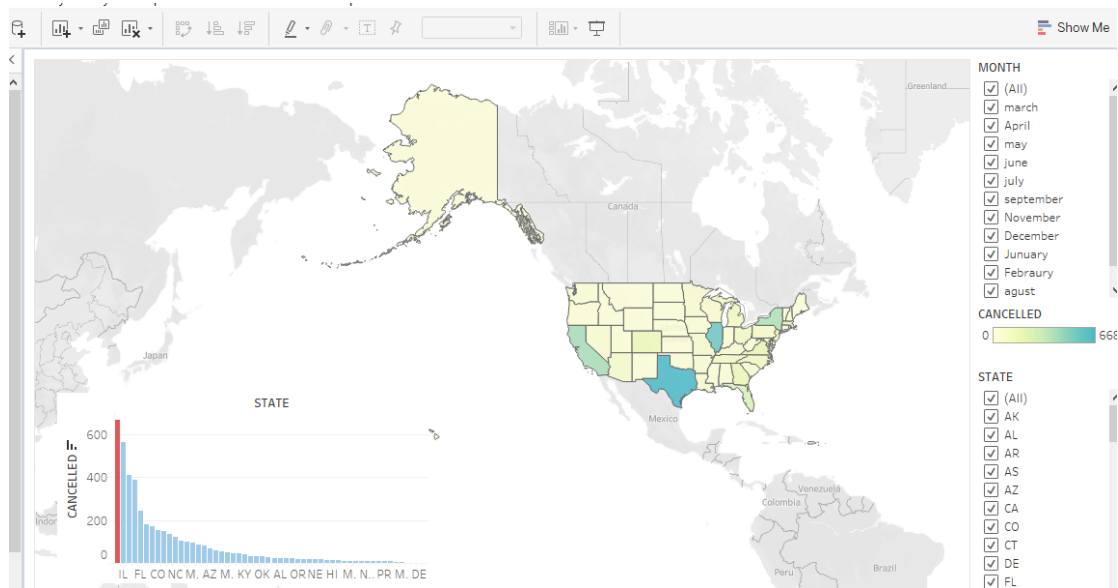 Show Me
MONTH
(All)
march
April
may
june
july
september
November
December
Junuary
Febraury
agust
CANCELLED
0 668
STATE
(All)
AK
AL
AR
AS
AZ
CA
CO
CT
DE
FL
Greenland
Canada
Japan
Mexico
Venezuela
Colombia
Brazil
Peru
Indon
STATE
CANCELLED
600
400
200
0
IL FL CO NC M. AZ M. KY OK AL OR NE HI M. N.. PR M. DE